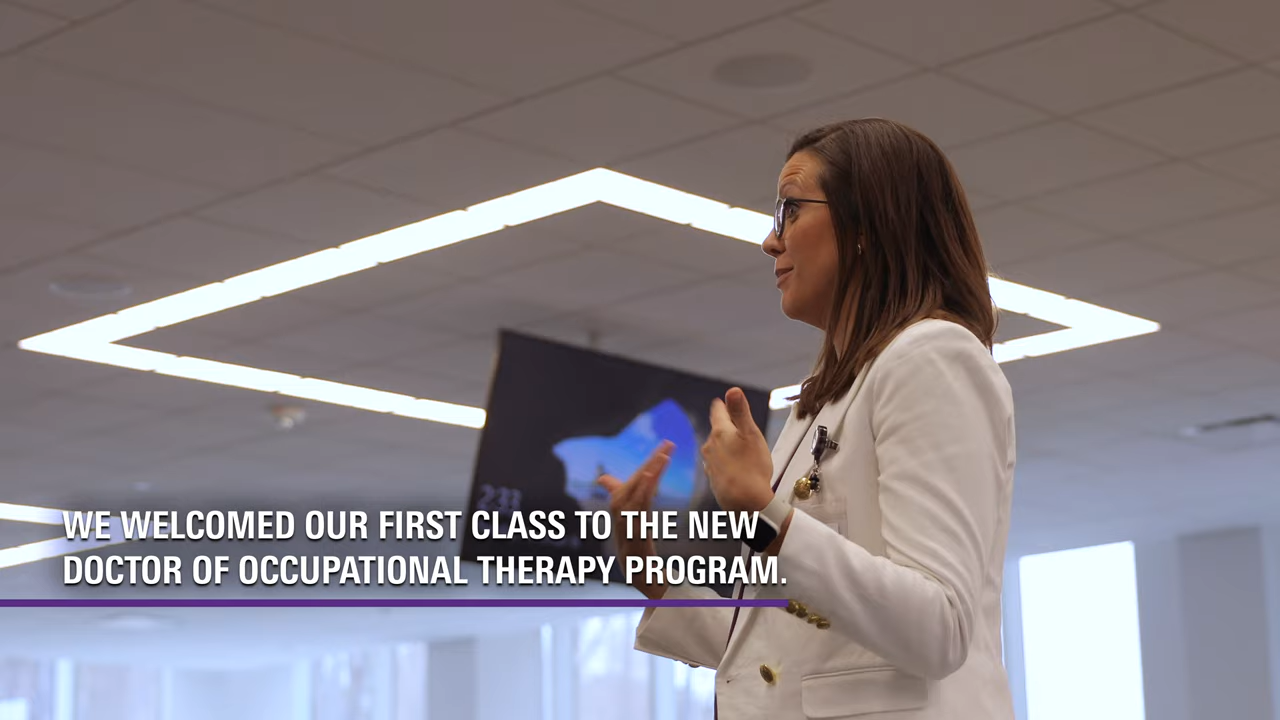 WE WELCOMED OUR FIRST CLASS TO THE NEW
DOCTOR OF OCCUPATIONAL THERAPY PROGRAM.